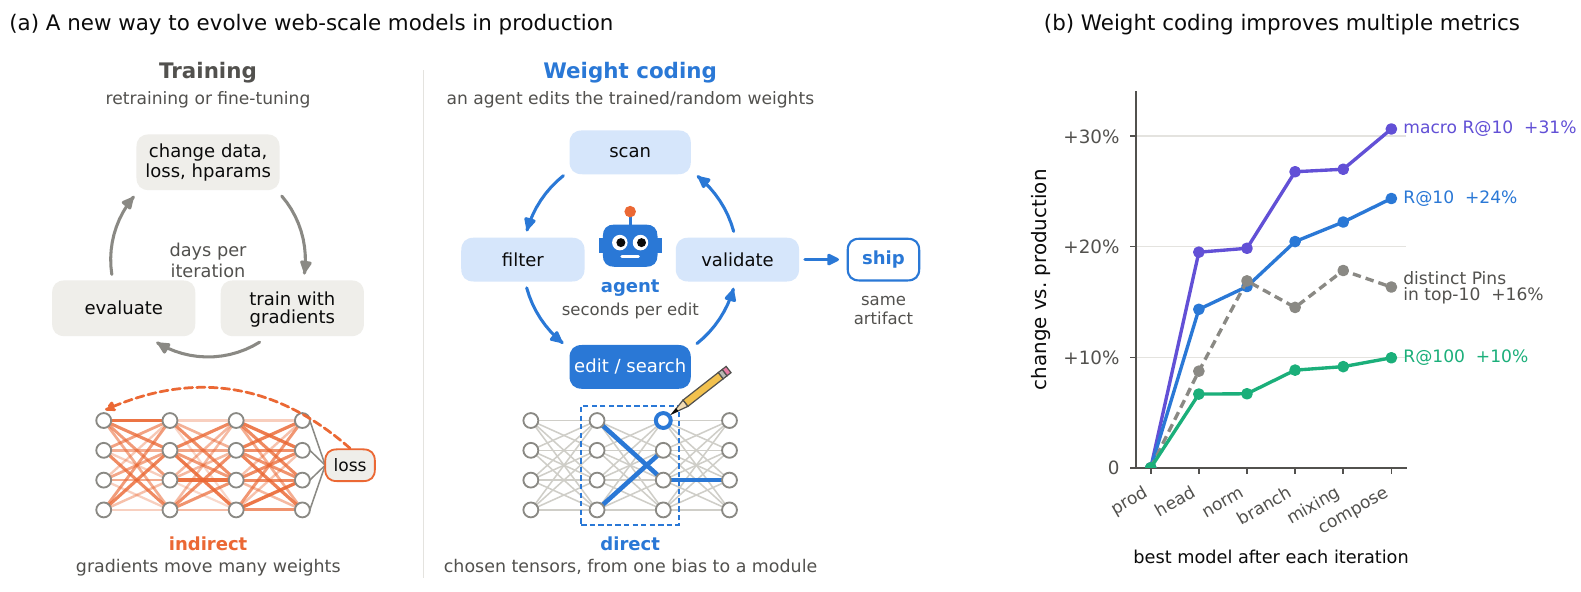 (a) A new way to evolve web-scale models in production
Training
retraining or fine-tuning
change data,
loss, hparams
days per
iteration
evaluate
train with
gradients
loss
indirect
gradients move many weights
Weight coding
an agent edits the trained/random weights
scan
filter
validate
ship
agent
seconds per edit
same
artifact
edit / search
direct
chosen tensors, from one bias to a module
(b) Weight coding improves multiple metrics
change vs. production
+30%
+20%
+10%
0
macro R@10 +31%
R@10 +24%
distinct Pins
in top-10 +16%
R@100 +10%
prod
head
norm
branch
mixing
compose
best model after each iteration